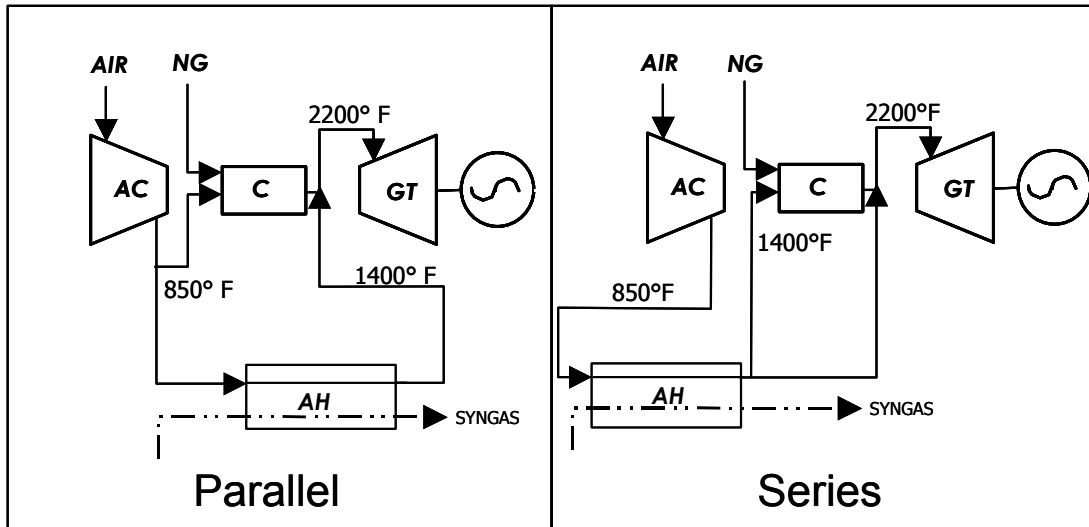 AIR
NG
2200° F
AC
C
GT
850° F
1400° F
AH
SYNGAS
Parallel
AIR
NG
2200°F
AC
C
GT
1400°F
850°F
AH
SYNGAS
Series